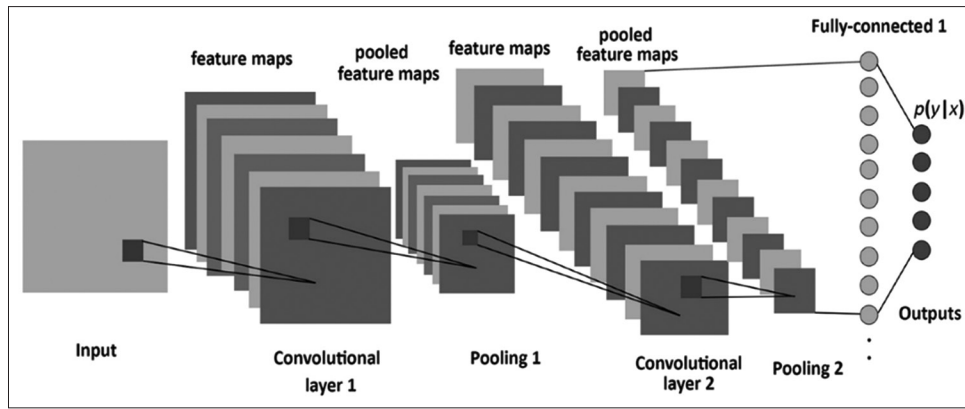 Fully-connected 1
feature maps
pooled
feature maps
feature maps
pooled
feature maps
p(y|x)
Input
Convolutional
layer 1
Pooling 1
Convolutional
layer 2
Pooling 2
Outputs